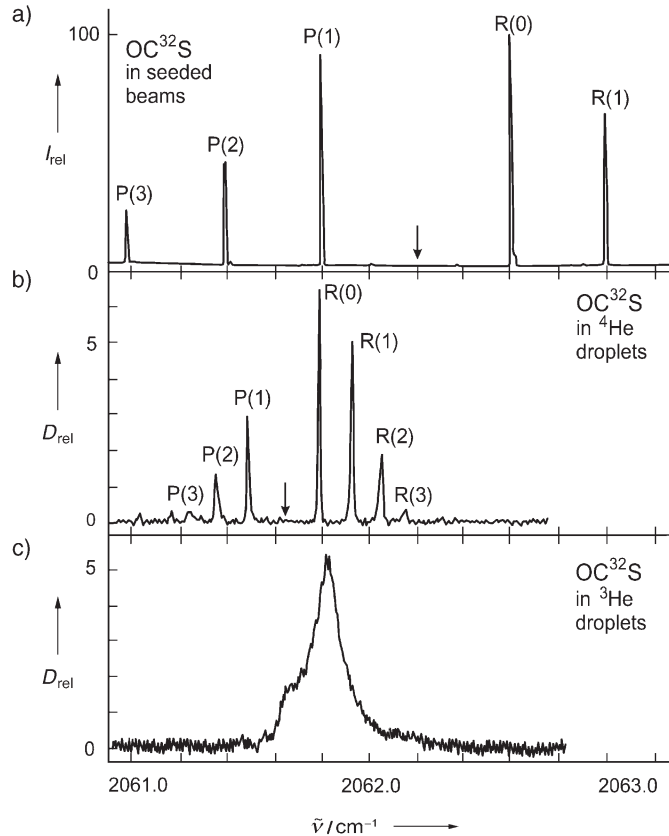 a)
100
OC³²S
in seeded
beams
P(1)
R(0)
R(1)
P(2)
P(3)
I_rel
0
b)
R(0)
OC³²S
in ⁴He
droplets
R(1)
5
P(1)
R(2)
P(2)
D_rel
P(3)
R(3)
0
c)
5
OC³²S
in ³He
droplets
D_rel
0
2061.0 2062.0 2063.0
ṽ/cm⁻¹